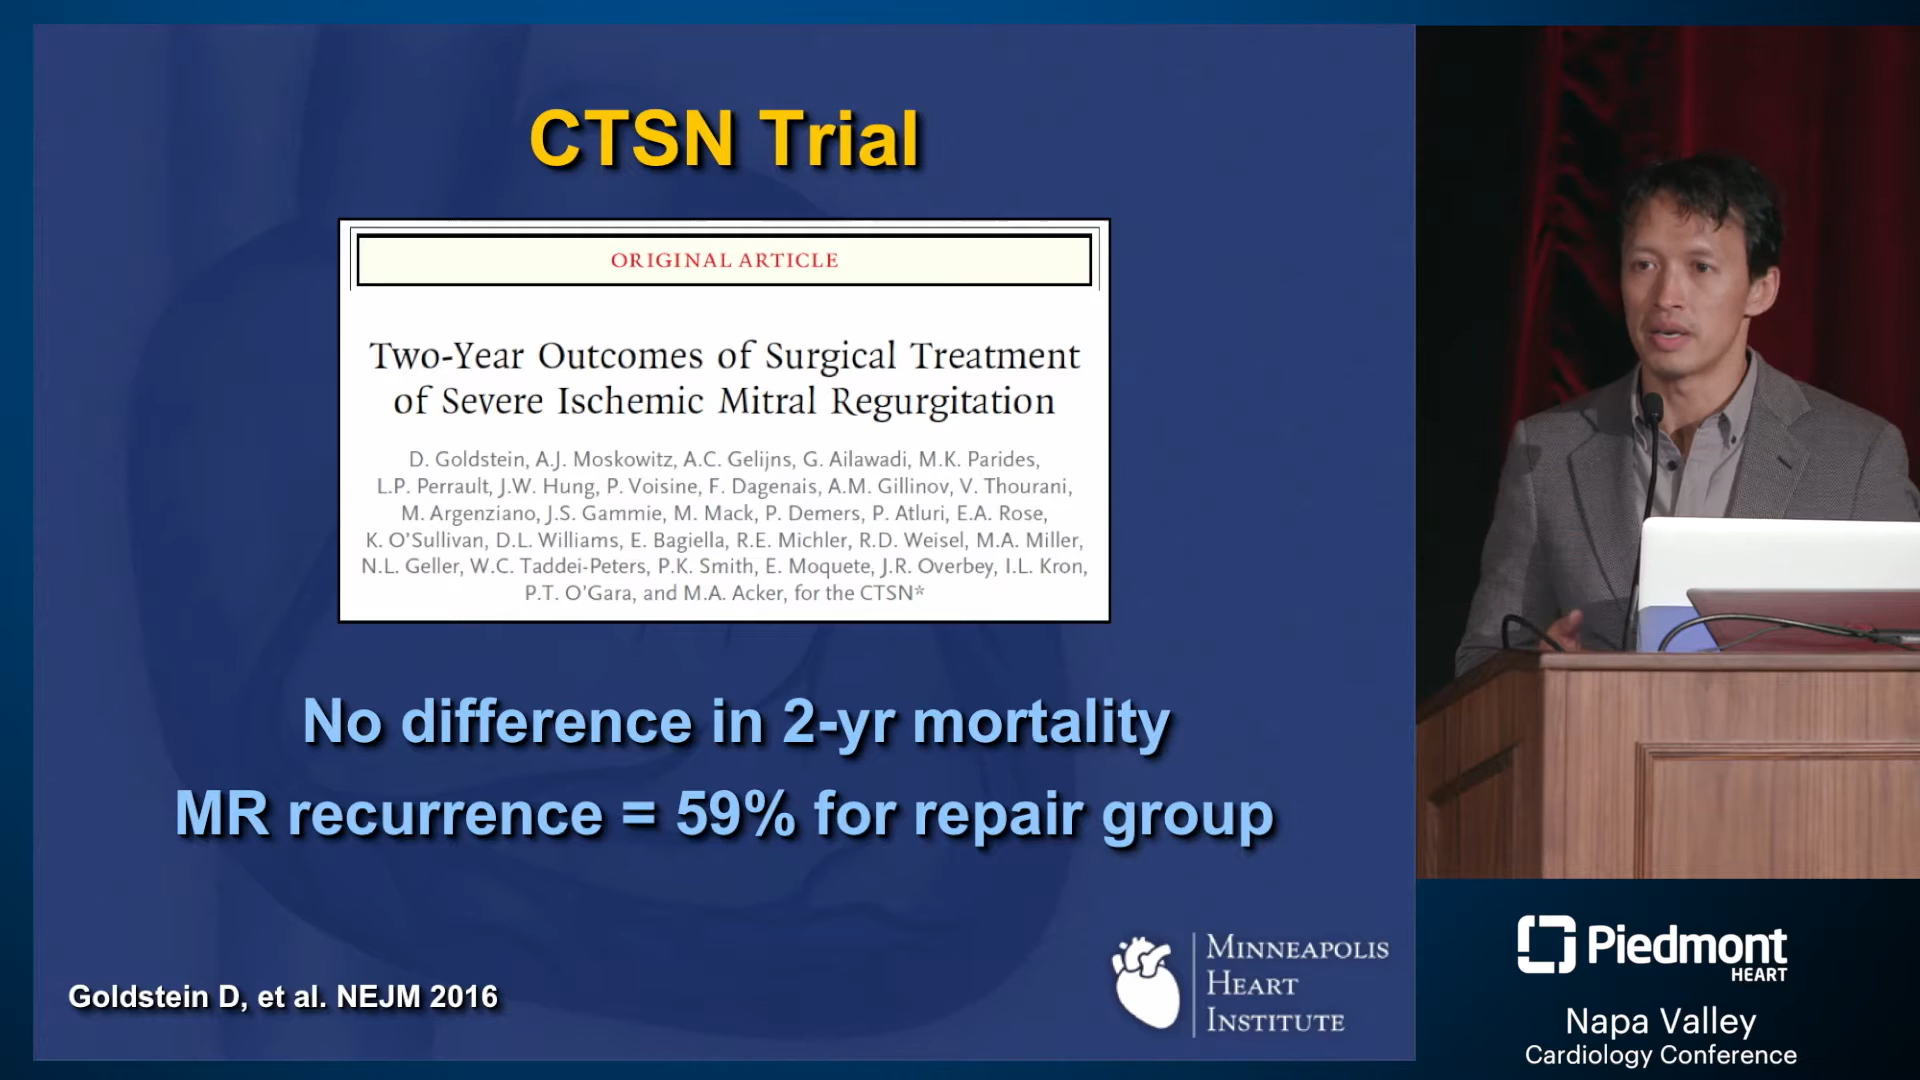 CTSN Trial
ORIGINAL ARTICLE
Two-Year Outcomes of Surgical Treatment
of Severe Ischemic Mitral Regurgitation
D. Goldstein, A.J. Moskowitz, A.C. Gelijns, G. Ailawadi, M.K. Parides,
L.P. Perrault, J.W. Hung, P. Voisine, F. Dagenais, A.M. Gillinov, V. Thourani,
M. Argenziano, J.S. Gammie, M. Mack, P. Demers, P. Atluri, E.A. Rose,
K. O'Sullivan, D.L. Williams, E. Bagiella, R.E. Michler, R.D. Weisel, M.A. Miller,
N.L. Geller, W.C. Taddei-Peters, P.K. Smith, E. Moquete, J.R. Overbey, I.L. Kron,
P.T. O'Gara, and M.A. Acker, for the CTSN*
No difference in 2-yr mortality
MR recurrence = 59% for repair group
Goldstein D, et al. NEJM 2016
MINNEAPOLIS
HEART
INSTITUTE
Piedmont
HEART
Napa Valley
Cardiology Conference